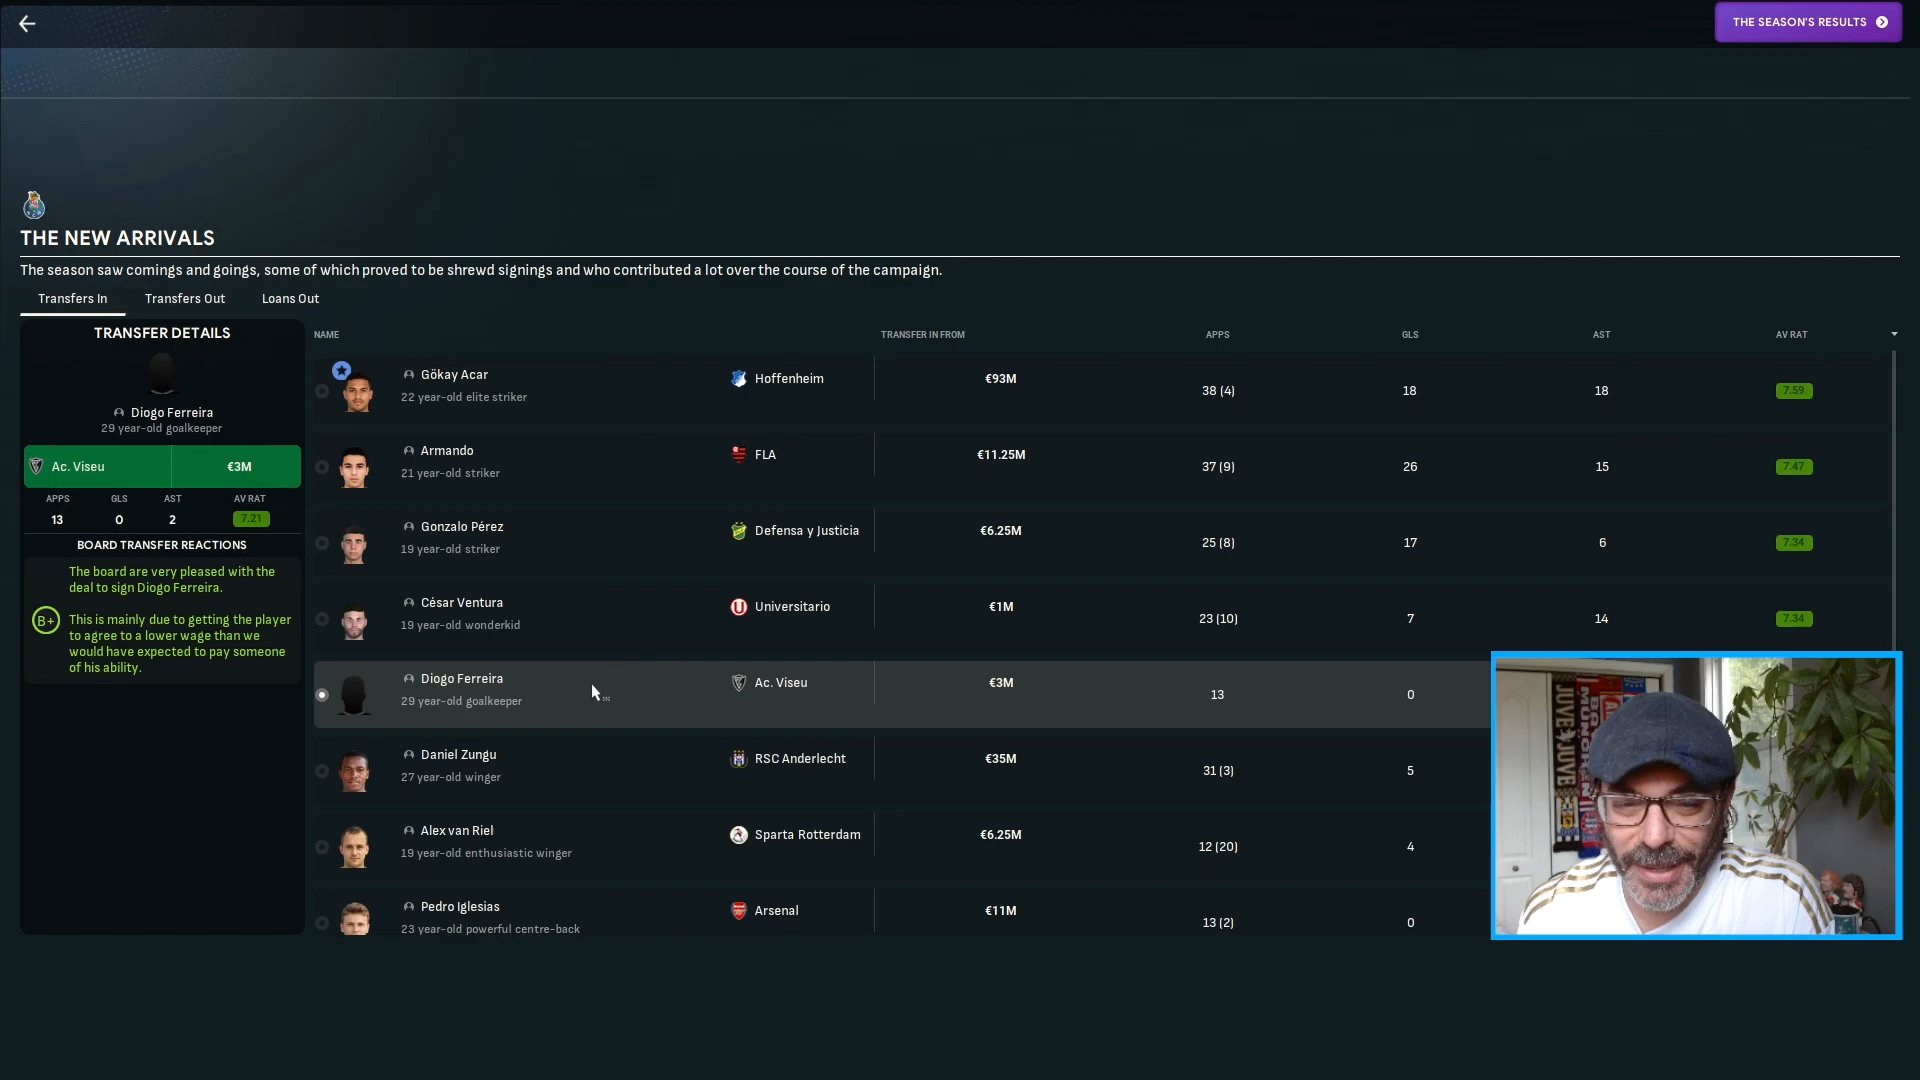 THE SEASON'S RESULTS
THE NEW ARRIVALS
The season saw comings and goings, some of which proved to be shrewd signings and who contributed a lot over the course of the campaign.
Transfers In Transfers Out Loans Out
TRANSFER DETAILS
Diogo Ferreira
29 year-old goalkeeper
Ac. Viseu €3M
APPS GLS AST AV RAT
13 0 2 7.21
BOARD TRANSFER REACTIONS
The board are very pleased with the
deal to sign Diogo Ferreira.
B+
This is mainly due to getting the player
to agree to a lower wage than we
would have expected to pay someone
of his ability.
NAME TRANSFER IN FROM APPS GLS AST AV RAT
Gökay Acar Hoffenheim €93M 38 (4) 18 18 7.59
22 year-old elite striker
Armando FLA €11.25M 37 (9) 26 15 7.47
21 year-old striker
Gonzalo Pérez Defensa y Justicia €6.25M 25 (8) 17 6 7.34
19 year-old striker
César Ventura Universitario €1M 23 (10) 7 14 7.34
19 year-old wonderkid
Diogo Ferreira Ac. Viseu €3M 13 0
29 year-old goalkeeper
Daniel Zungu RSC Anderlecht €35M 31 (3) 5
27 year-old winger
Alex van Riel Sparta Rotterdam €6.25M 12 (20) 4
19 year-old enthusiastic winger
Pedro Iglesias Arsenal €11M 13 (2) 0
23 year-old powerful centre-back
JUVE